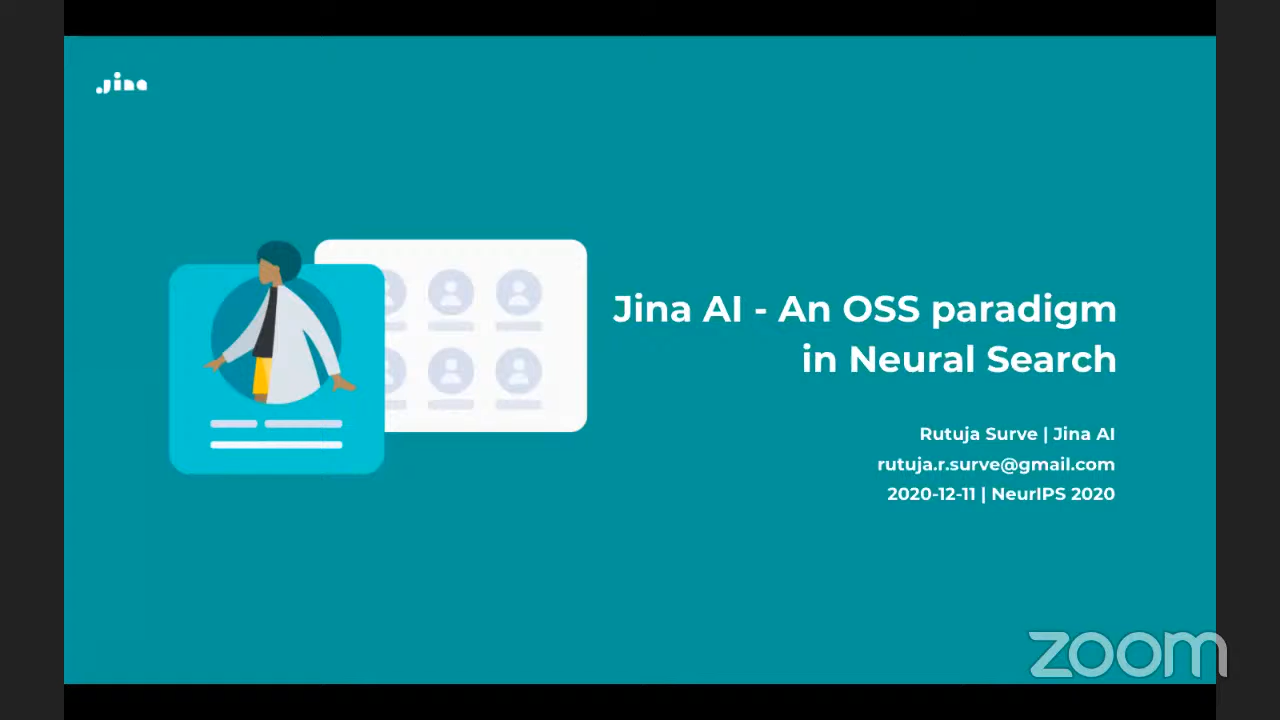 Jina
Jina AI - An OSS paradigm
in Neural Search
Rutuja Surve | Jina AI
rutuja.r.surve@gmail.com
2020-12-11 | NeurIPS 2020
zoom